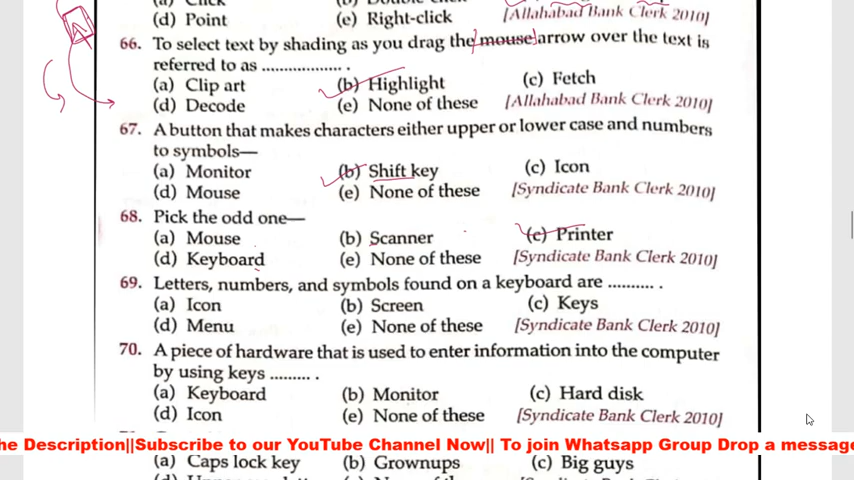 (d) Point (e) Right-click [Allahabad Bank Clerk 2010]
66. To select text by shading as you drag the mouse arrow over the text is
referred to as .................. .
(a) Clip art (b) Highlight (c) Fetch
(d) Decode (e) None of these [Allahabad Bank Clerk 2010]
67. A button that makes characters either upper or lower case and numbers
to symbols—
(a) Monitor (b) Shift key (c) Icon
(d) Mouse (e) None of these [Syndicate Bank Clerk 2010]
68. Pick the odd one—
(a) Mouse (b) Scanner (c) Printer
(d) Keyboard (e) None of these [Syndicate Bank Clerk 2010]
69. Letters, numbers, and symbols found on a keyboard are .......... .
(a) Icon (b) Screen (c) Keys
(d) Menu (e) None of these [Syndicate Bank Clerk 2010]
70. A piece of hardware that is used to enter information into the computer
by using keys ......... .
(a) Keyboard (b) Monitor (c) Hard disk
(d) Icon (e) None of these [Syndicate Bank Clerk 2010]
he Description||Subscribe to our YouTube Channel Now|| To join Whatsapp Group Drop a message
(a) Caps lock key (b) Grownups (c) Big guys